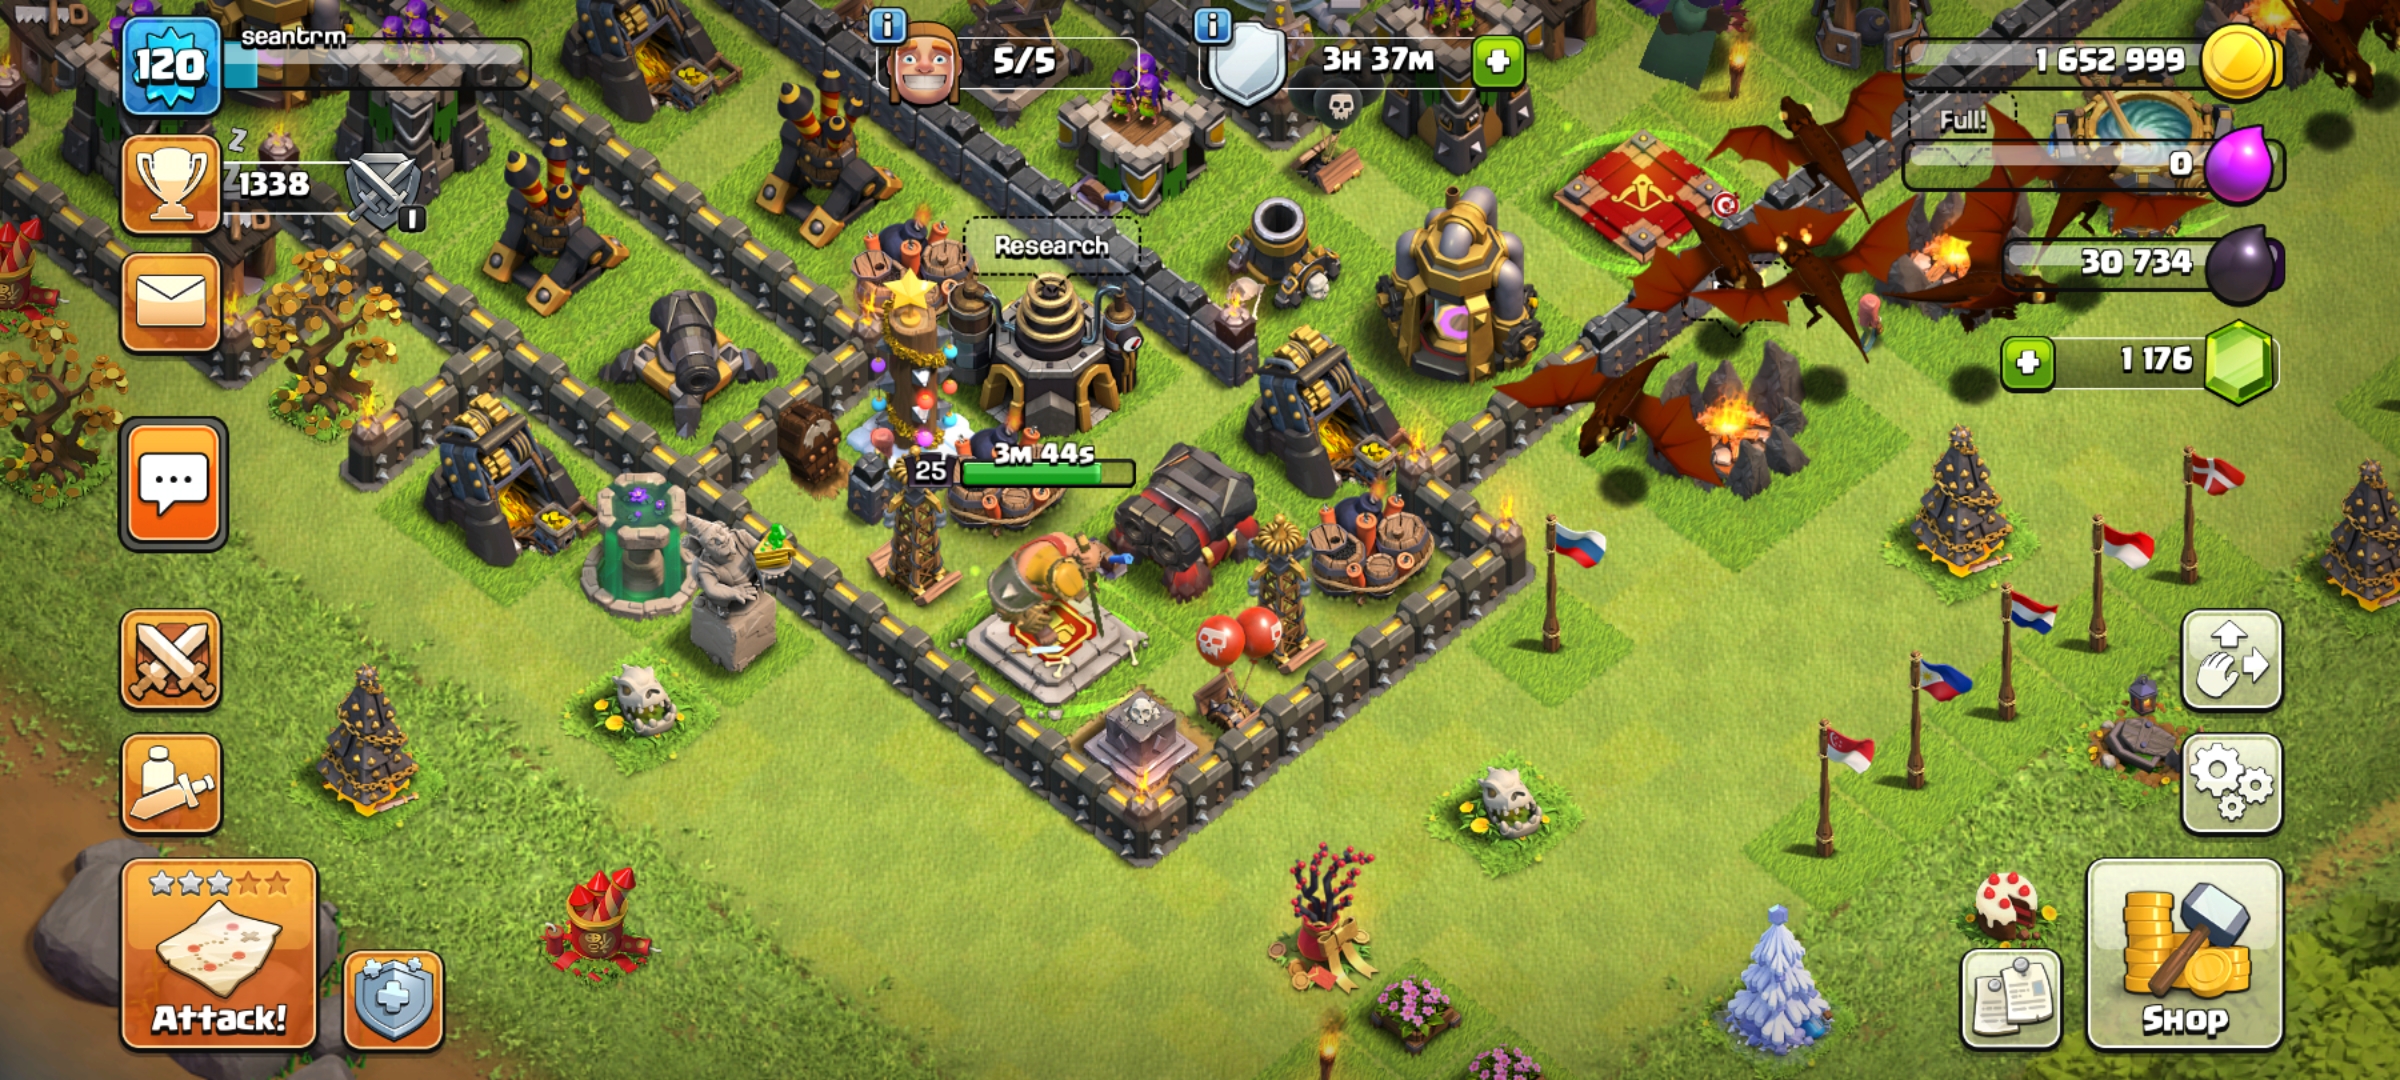 120
seantrm
5/5
3H 37M
1 652 999
Full!
Z
Z
1338
I
0
Research
30 734
1 176
25
3M 44s
Attack!
Shop